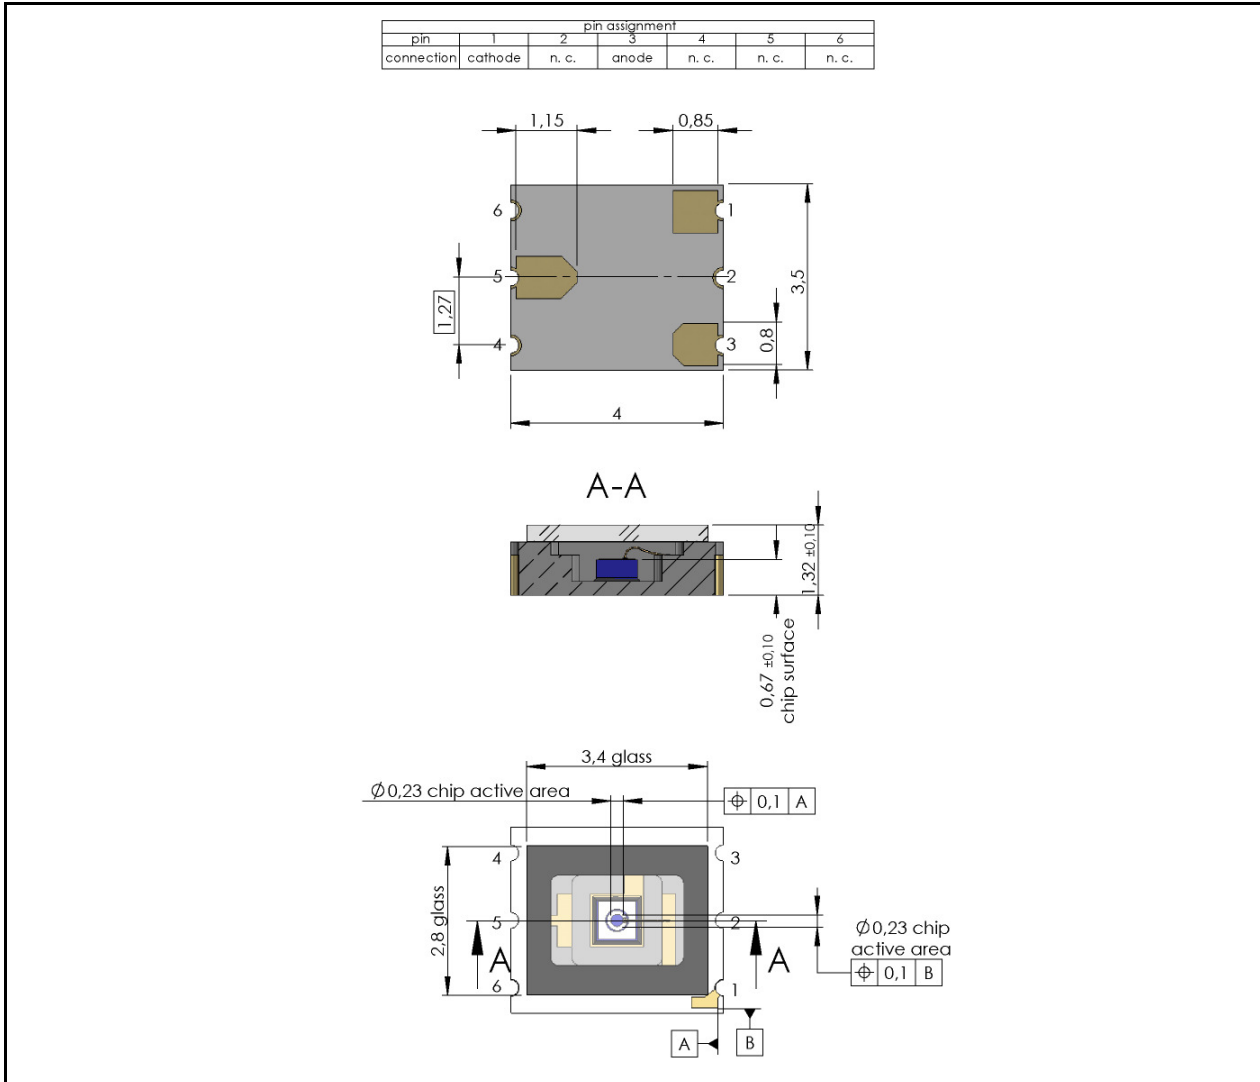 pin assignment
pin 1 2 3 4 5 6
connection cathode n. c. anode n. c. n. c. n. c.
1,15 0,85
6 1
5 2
1,27 3,5
4 3 0,8
4
A-A
1,32 ±0,10
0,67 ±0,10
chip surface
3,4 glass
Ø0,23 chip active area
⌖ 0,1 A
4 3
2,8 glass
5 2
Ø0,23 chip
active area
A A
⌖ 0,1 B
6 1
A B